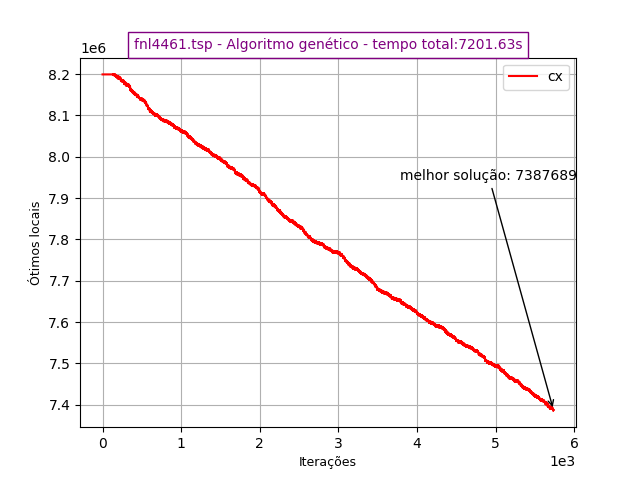 fnl4461.tsp - Algoritmo genético - tempo total:7201.63s
1e6
cx
8.2
8.1
8.0
melhor solução: 7387689
7.9
7.8
7.7
7.6
7.5
7.4
Ótimos locais
0 1 2 3 4 5 6
Iterações
1e3